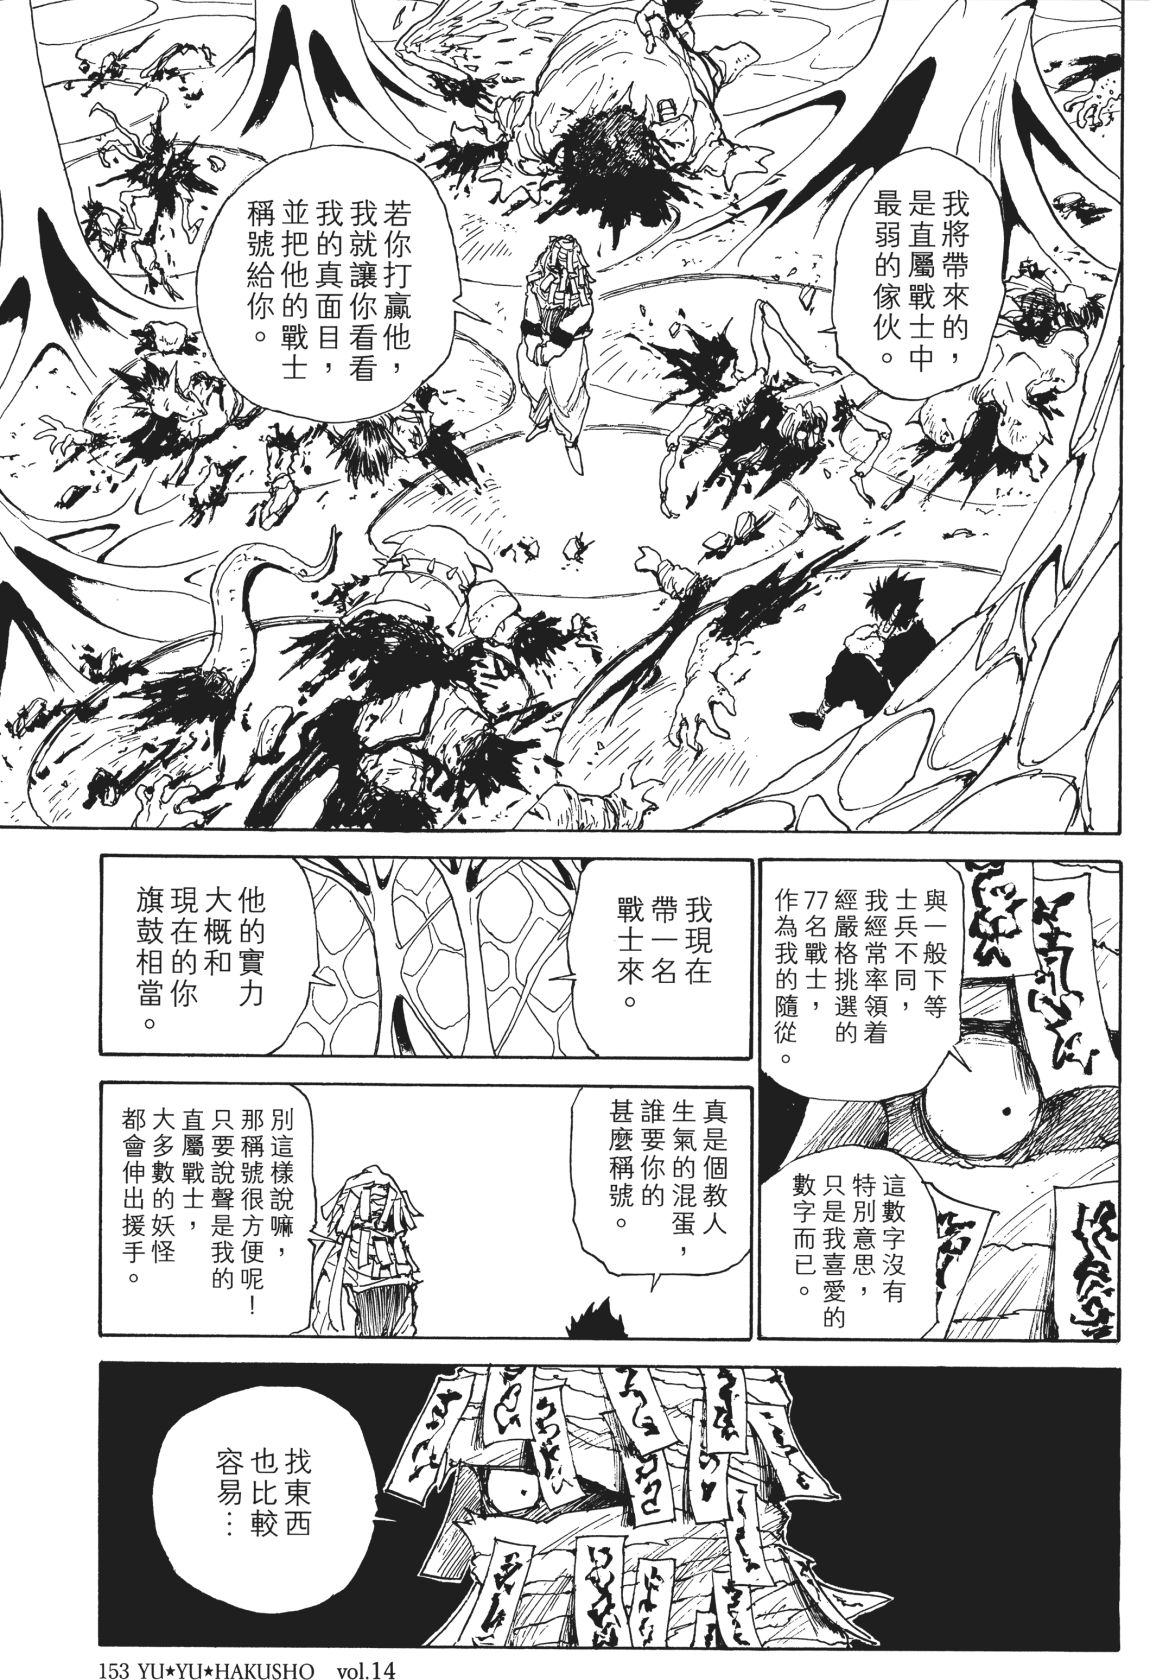 我將帶來的，
是直屬戰士中
最弱的傢伙。
若你打贏他，
我就讓你看看
我的真面目，
並把他的戰士
稱號給你。
與一般下等
士兵不同，
我經常率領着
經嚴格挑選的
77名戰士，
作為我的隨從。
這數字沒有
特別意思，
只是我喜愛的
數字而已。
我現在
帶一名
戰士來。
他的實力
大概和
現在的你
旗鼓相當。
真是個教人
生氣的混蛋，
誰要你的
甚麼稱號。
別這樣說嘛，
那稱號很方便呢！
只要說聲是我的
直屬戰士，
大多數的妖怪
都會伸出援手。
找東西
也比較
容易…
153 YU★YU★HAKUSHO vol.14